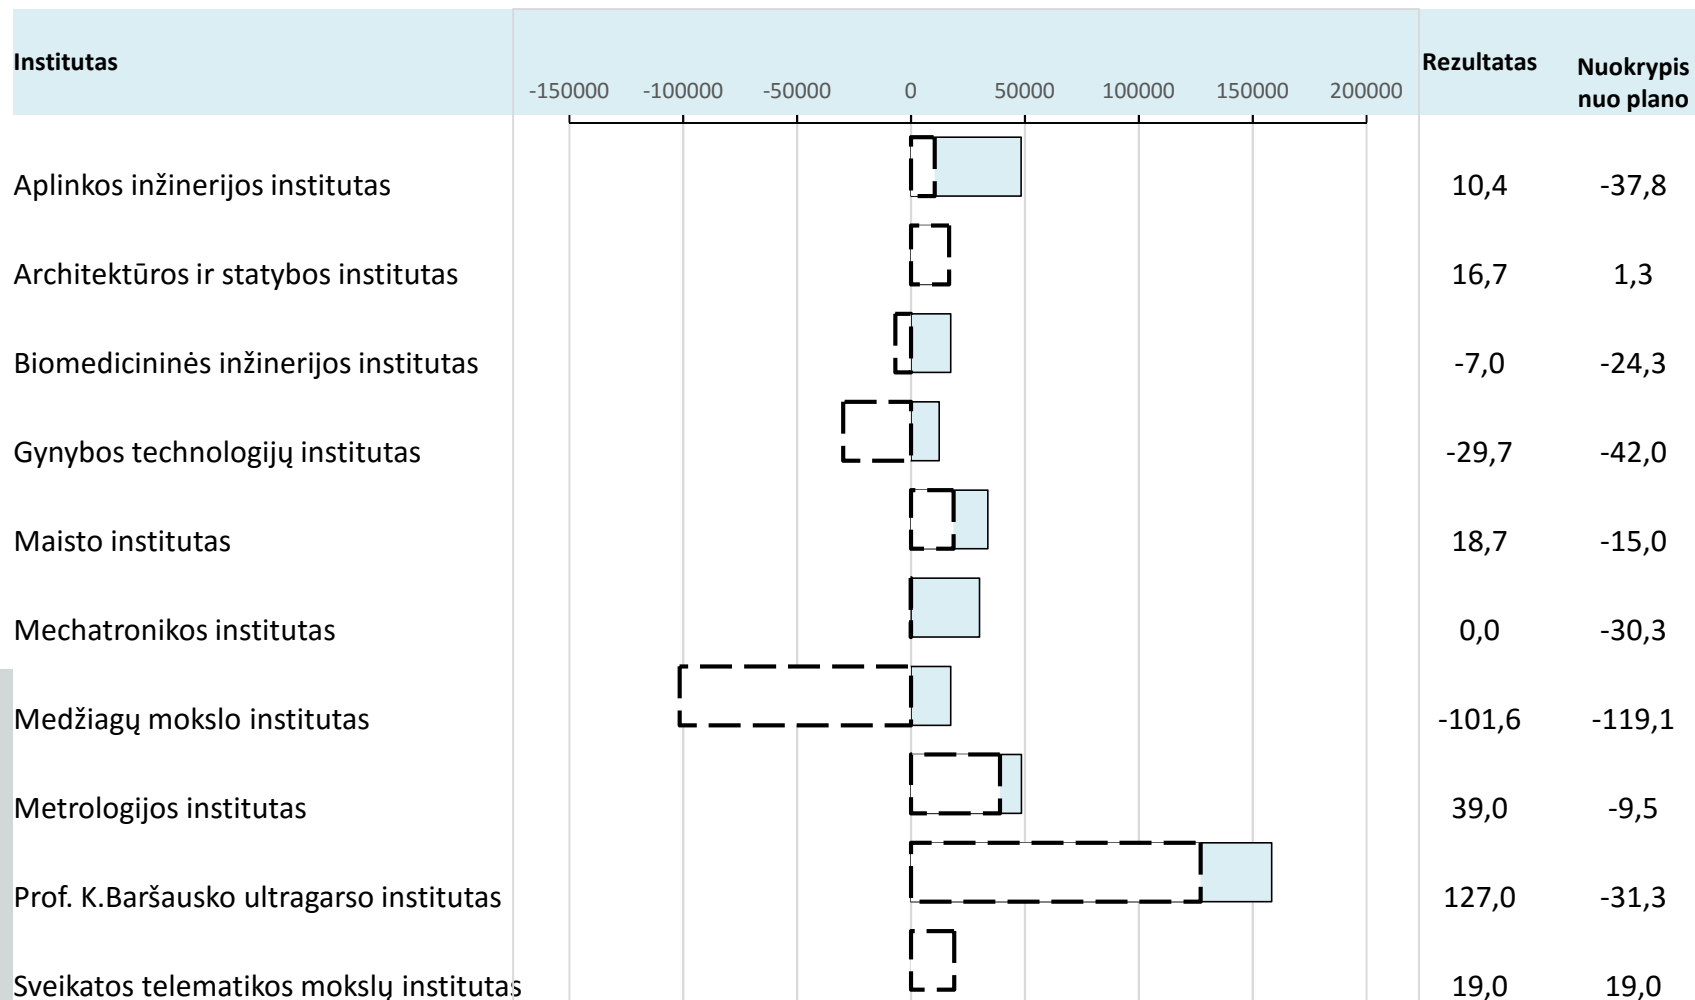 Institutas
Rezultatas
Nuokrypis
nuo plano
-150000 -100000 -50000 0 50000 100000 150000 200000
Aplinkos inžinerijos institutas 10,4 -37,8
Architektūros ir statybos institutas 16,7 1,3
Biomedicininės inžinerijos institutas -7,0 -24,3
Gynybos technologijų institutas -29,7 -42,0
Maisto institutas 18,7 -15,0
Mechatronikos institutas 0,0 -30,3
Medžiagų mokslo institutas -101,6 -119,1
Metrologijos institutas 39,0 -9,5
Prof. K.Baršausko ultragarso institutas 127,0 -31,3
Sveikatos telematikos mokslų institutas 19,0 19,0